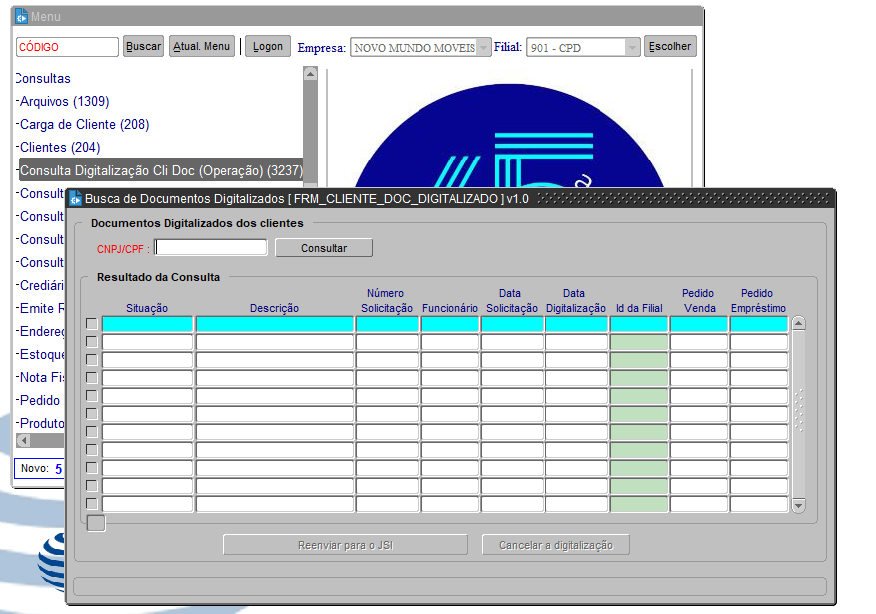 Menu
CÓDIGO
Buscar
Atual. Menu
Logon
Empresa: NOVO MUNDO MOVEIS
Filial: 901 - CPD
Escolher
Consultas
-Arquivos (1309)
-Carga de Cliente (208)
-Clientes (204)
-Consulta Digitalização Cli Doc (Operação) (3237)
-Consult
-Consult
-Consult
-Consult
-Crediári
-Emite R
-Endereç
-Estoque
-Nota Fis
-Pedido
-Produto
Novo: 5
Busca de Documentos Digitalizados [ FRM_CLIENTE_DOC_DIGITALIZADO ] v1.0
Documentos Digitalizados dos clientes
CNPJ/CPF :
Consultar
Resultado da Consulta
Situação
Descrição
Número
Solicitação
Funcionário
Data
Solicitação
Data
Digitalização
Id da Filial
Pedido
Venda
Pedido
Empréstimo
Reenviar para o JSI
Cancelar a digitalização